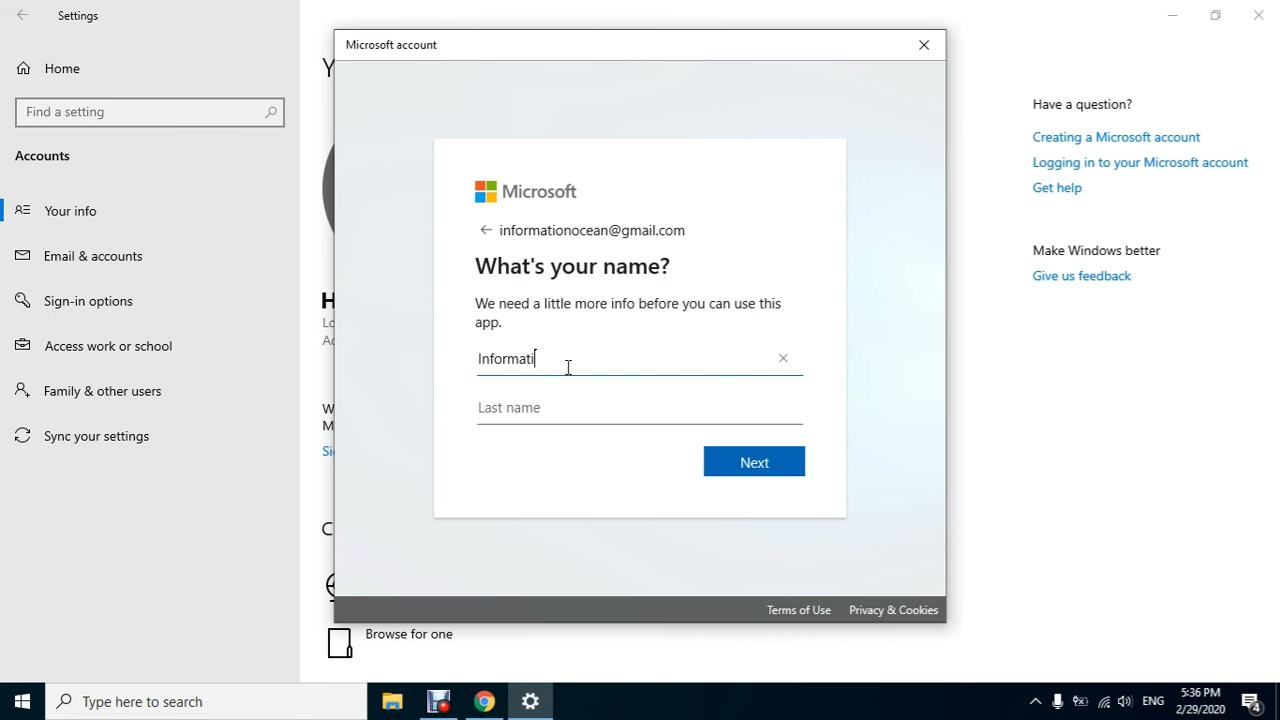 Settings
Home
Find a setting
Accounts
Your info
Email & accounts
Sign-in options
Access work or school
Family & other users
Sync your settings
Y
H
Lo
A
W
M
Si
C
Browse for one
Microsoft account
Microsoft
informationocean@gmail.com
What's your name?
We need a little more info before you can use this
app.
Informati
Last name
Next
Terms of Use Privacy & Cookies
Have a question?
Creating a Microsoft account
Logging in to your Microsoft account
Get help
Make Windows better
Give us feedback
Type here to search
ENG
5:36 PM
2/29/2020
4